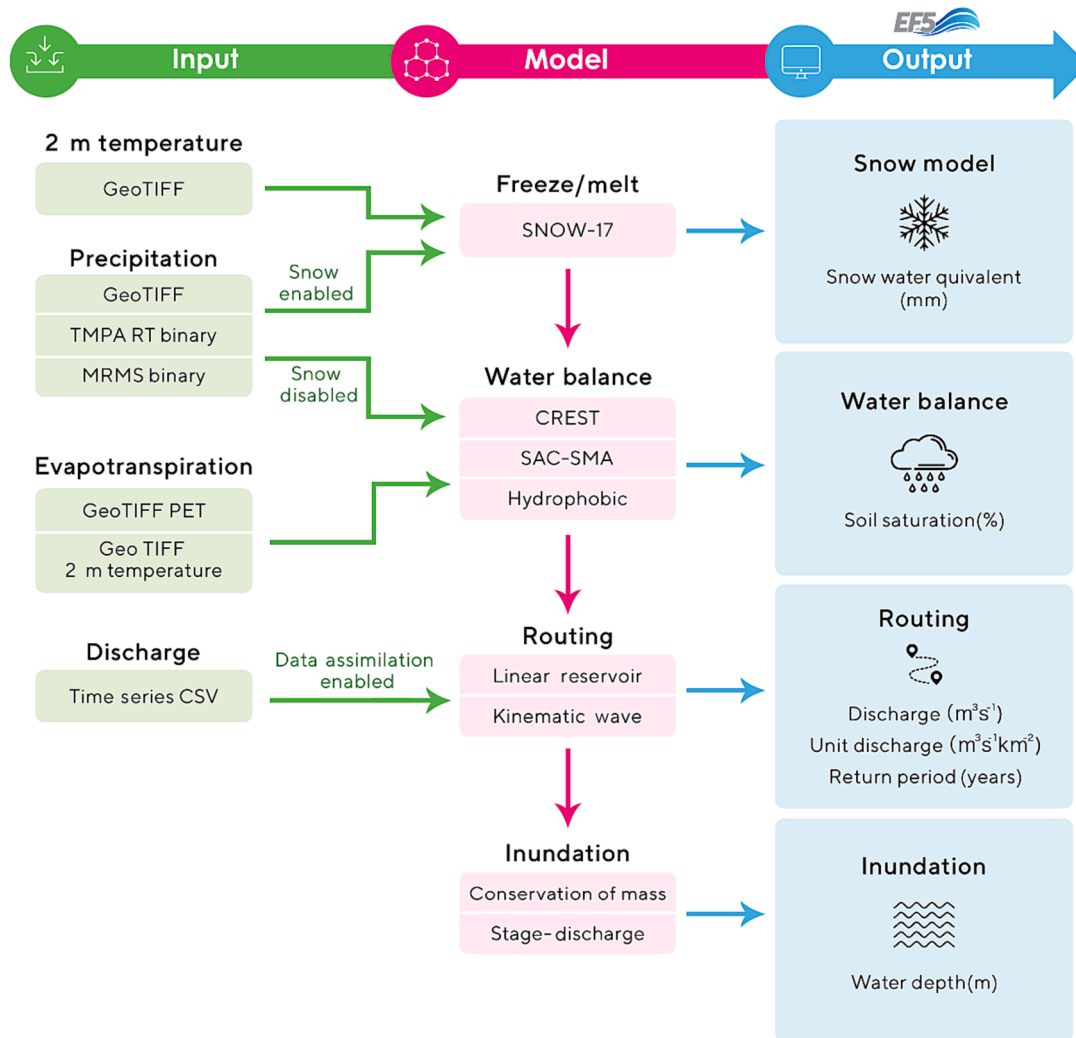 EF5
Input
Model
Output
2 m temperature
GeoTIFF
Precipitation
GeoTIFF
TMPA RT binary
MRMS binary
Snow
enabled
Snow
disabled
Evapotranspiration
GeoTIFF PET
Geo TIFF
2 m temperature
Discharge
Time series CSV
Data assimilation
enabled
Freeze/melt
SNOW-17
Water balance
CREST
SAC-SMA
Hydrophobic
Routing
Linear reservoir
Kinematic wave
Inundation
Conservation of mass
Stage-discharge
Snow model
Snow water quivalent
(mm)
Water balance
Soil saturation(%)
Routing
Discharge (m³s⁻¹)
Unit discharge (m³s⁻¹km⁻²)
Return period (years)
Inundation
Water depth(m)